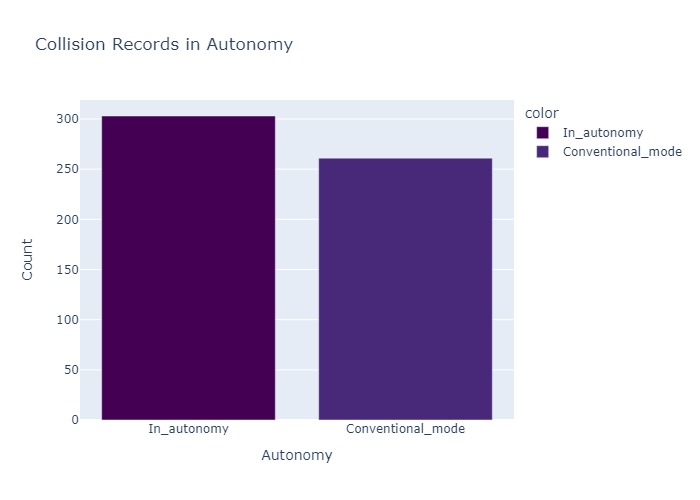 Collision Records in Autonomy
300
250
200
150
100
50
0
Count
In_autonomy
Conventional_mode
Autonomy
color
In_autonomy
Conventional_mode